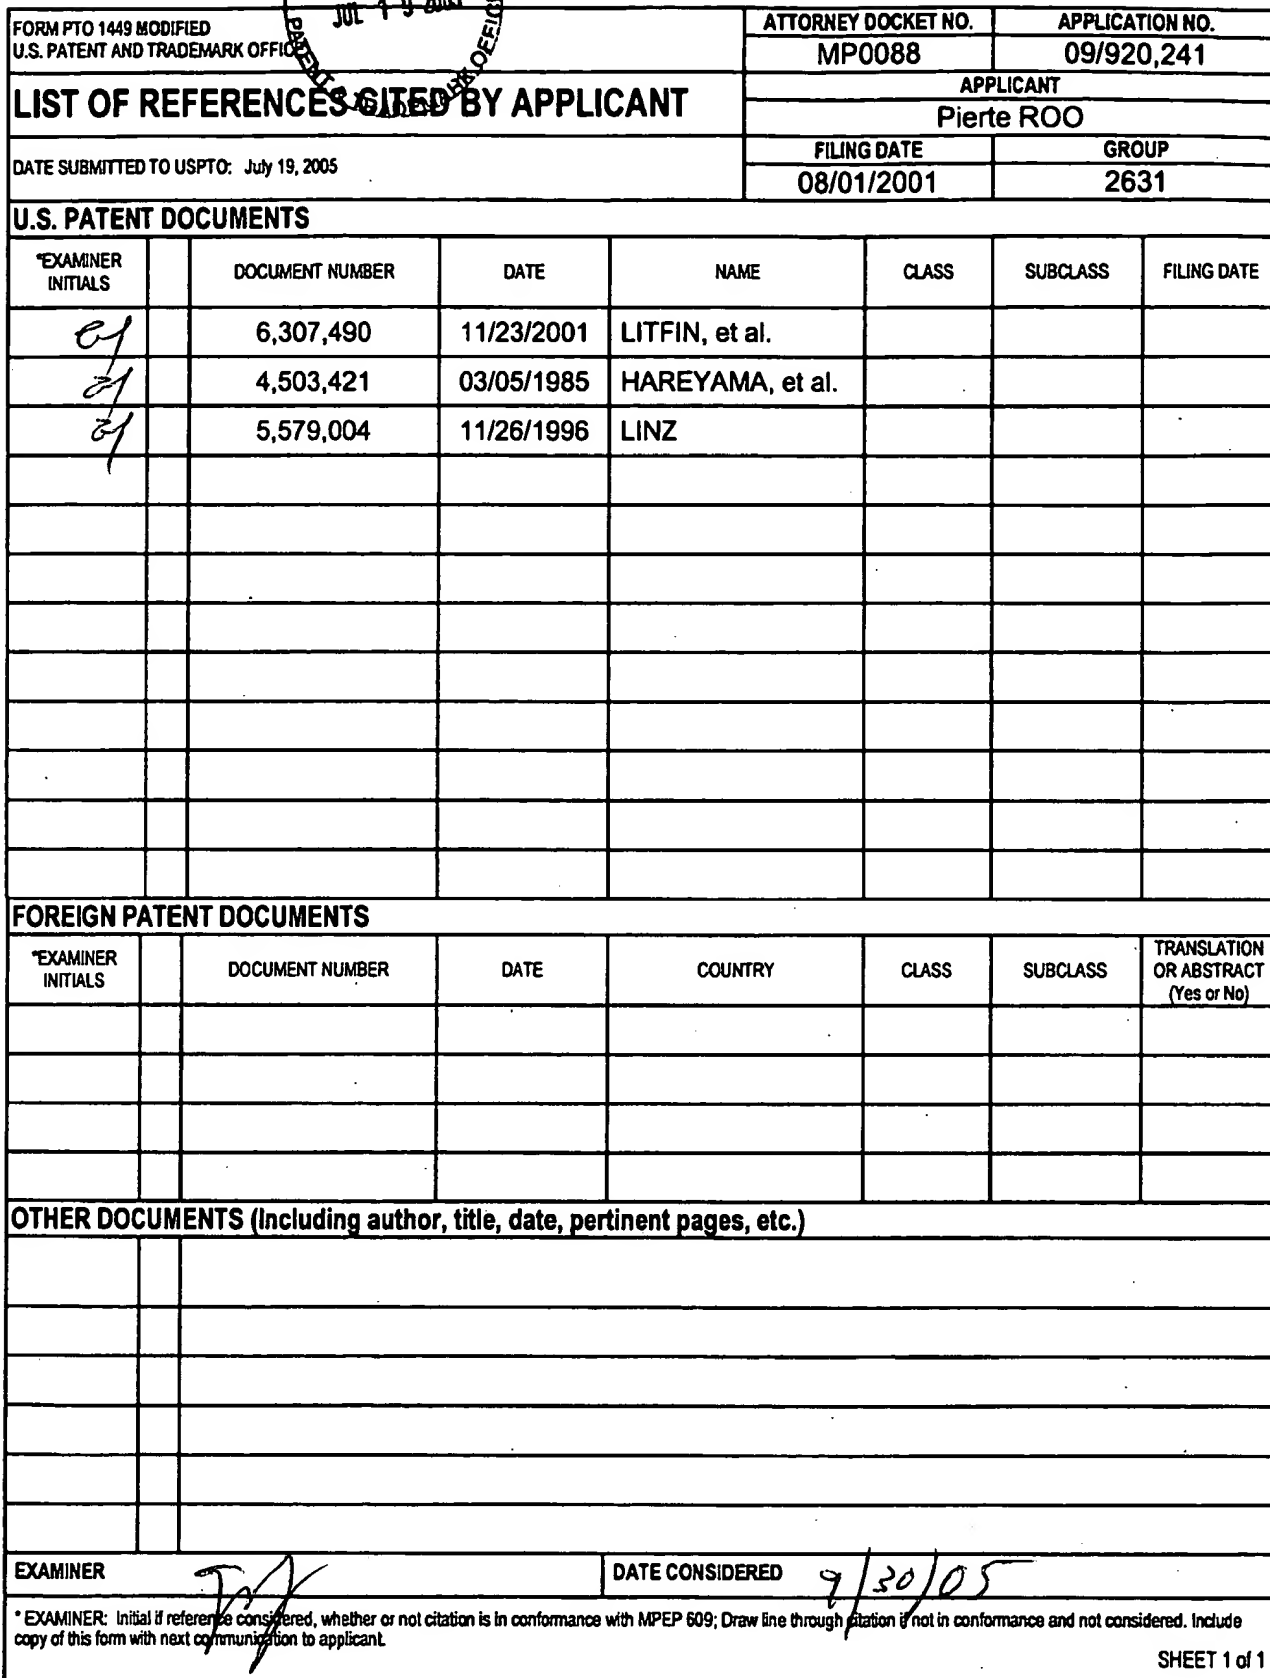 FORM PTO 1449 MODIFIED
U.S. PATENT AND TRADEMARK OFFICE
JUL 19
PATENT & TRADEMARK OFFICE
ATTORNEY DOCKET NO. APPLICATION NO.
MP0088 09/920,241
LIST OF REFERENCES CITED BY APPLICANT
APPLICANT
Pierte ROO
DATE SUBMITTED TO USPTO: July 19, 2005
FILING DATE GROUP
08/01/2001 2631
U.S. PATENT DOCUMENTS
*EXAMINER INITIALS DOCUMENT NUMBER DATE NAME CLASS SUBCLASS FILING DATE
6,307,490 11/23/2001 LITFIN, et al.
4,503,421 03/05/1985 HAREYAMA, et al.
5,579,004 11/26/1996 LINZ
FOREIGN PATENT DOCUMENTS
*EXAMINER INITIALS DOCUMENT NUMBER DATE COUNTRY CLASS SUBCLASS TRANSLATION OR ABSTRACT (Yes or No)
OTHER DOCUMENTS (Including author, title, date, pertinent pages, etc.)
EXAMINER DATE CONSIDERED 9/30/05
* EXAMINER: Initial if reference considered, whether or not citation is in conformance with MPEP 609; Draw line through citation if not in conformance and not considered. Include
copy of this form with next communication to applicant.
SHEET 1 of 1